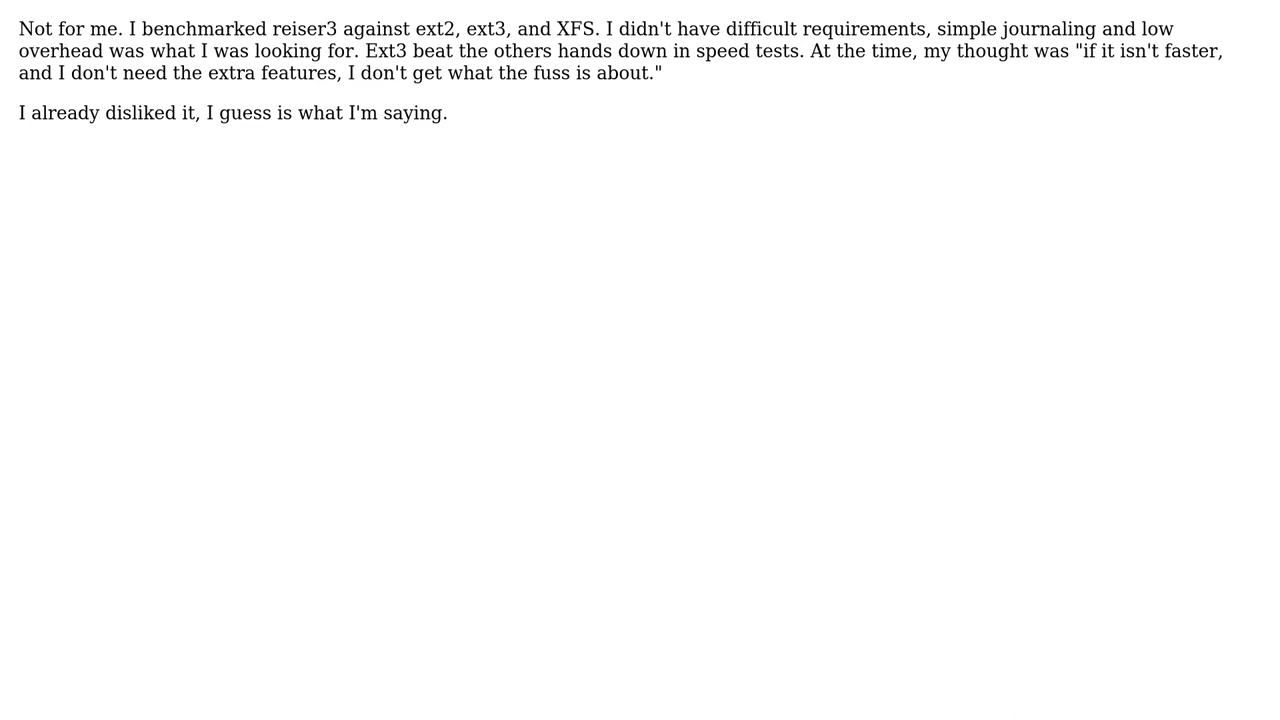 Not for me. I benchmarked reiser3 against ext2, ext3, and XFS. I didn't have difficult requirements, simple journaling and low
overhead was what I was looking for. Ext3 beat the others hands down in speed tests. At the time, my thought was "if it isn't faster,
and I don't need the extra features, I don't get what the fuss is about."
I already disliked it, I guess is what I'm saying.